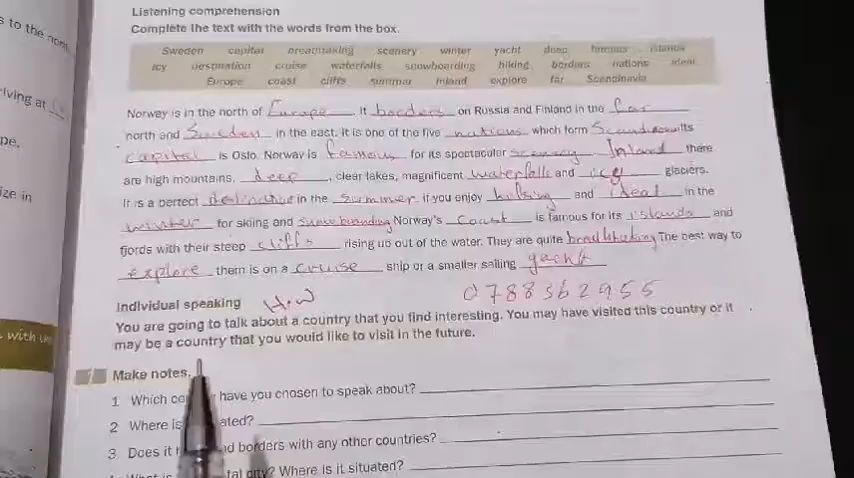 s to the nom
Listening comprehension
Complete the text with the words from the box.
Sweden capital breathtaking scenery winter yacht deep famous islands
icy destination cruise waterfalls snowboarding hiking borders nations ideal
Europe coast cliffs summer Inland explore far Scandinavia
riving at
Norway is in the north of Europe. It borders on Russia and Finland in the far
pe,
north and Sweden in the east. It is one of the five nations which form Its
capital is Oslo. Norway is famous for its spectacular scenery Inland there
are high mountains, deep, clear lakes, magnificent waterfalls and icy glaciers.
ize in
It is a perfect in the summer if you enjoy and ideal in the
for skiing and snowboarding Norway's Coast is famous for its islands and
fjords with their steep cliffs rising up out of the water. They are quite The best way to
explore them is on a cruise ship or a smaller sailing
Individual speaking How 0788362955
You are going to talk about a country that you find interesting. You may have visited this country or it
with
may be a country that you would like to visit in the future.
Make notes.
1 Which have you chosen to speak about?
2 Where is ated?
3 Does it nd borders with any other countries?
tal city? Where is it situated?